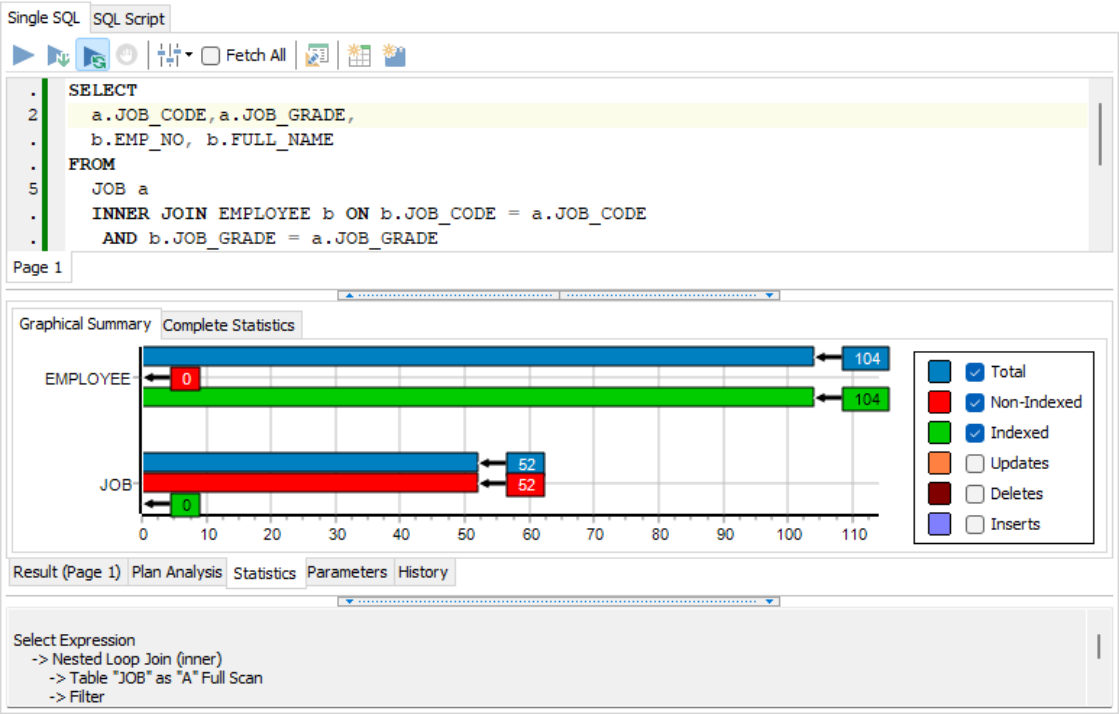 Single SQL SQL Script
Fetch All
. SELECT
2 a.JOB_CODE,a.JOB_GRADE,
. b.EMP_NO, b.FULL_NAME
. FROM
5 JOB a
. INNER JOIN EMPLOYEE b ON b.JOB_CODE = a.JOB_CODE
. AND b.JOB_GRADE = a.JOB_GRADE
Page 1
Graphical Summary Complete Statistics
104
EMPLOYEE 0
104
52
JOB 52
0
0 10 20 30 40 50 60 70 80 90 100 110
Total
Non-Indexed
Indexed
Updates
Deletes
Inserts
Result (Page 1) Plan Analysis Statistics Parameters History
Select Expression
-> Nested Loop Join (inner)
-> Table "JOB" as "A" Full Scan
-> Filter